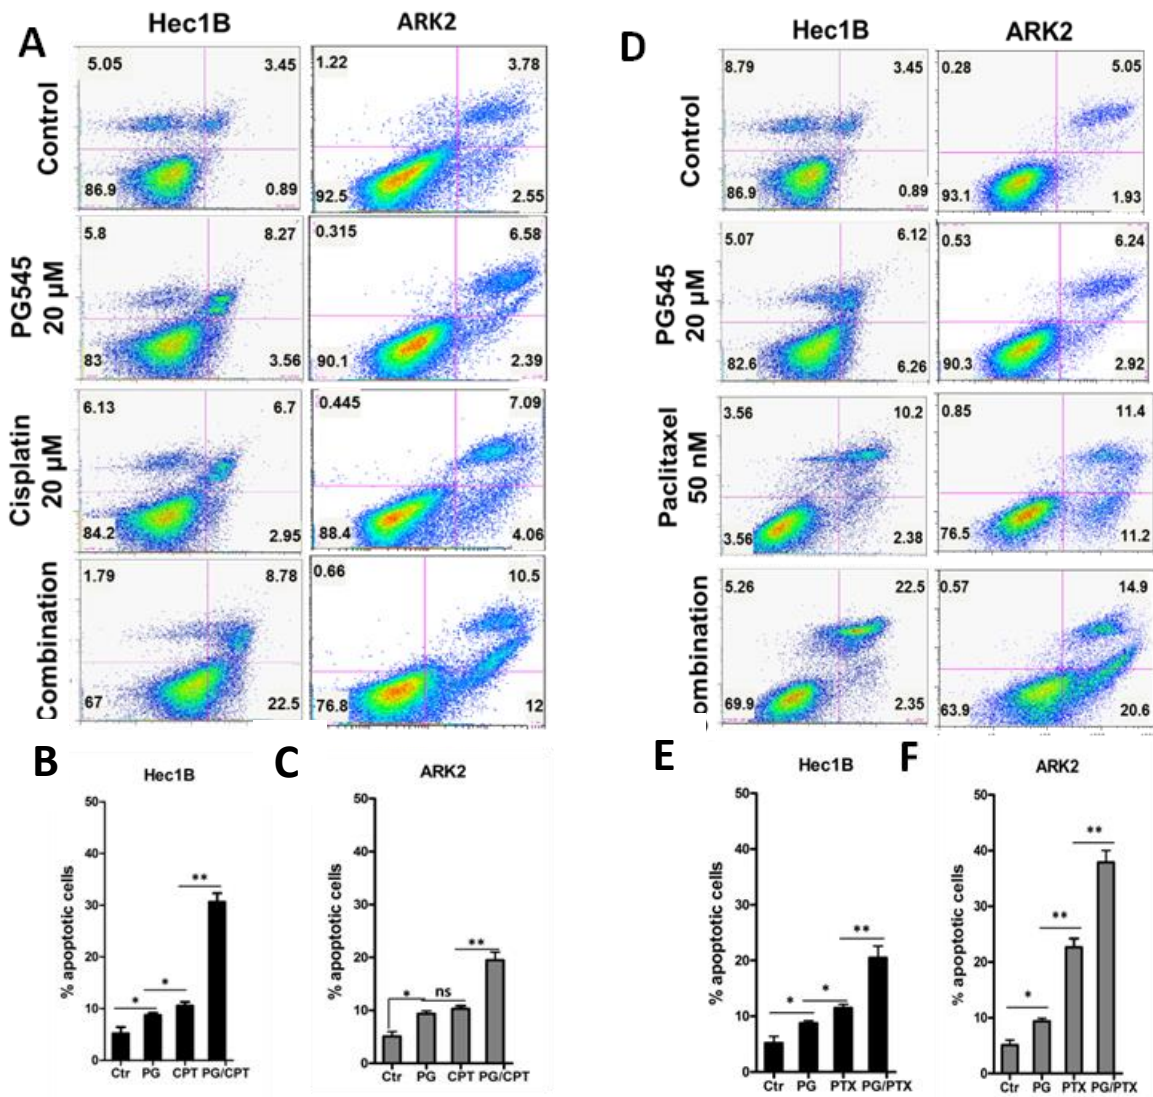 A
Hec1B
ARK2
Control
5.05
3.45
86.9
0.89
1.22
3.78
92.5
2.55
PG545
20 µM
5.8
8.27
83
3.56
0.315
6.58
90.1
2.39
Cisplatin
20 µM
6.13
6.7
84.2
2.95
0.445
7.09
88.4
4.06
Combination
1.79
8.78
67
22.5
0.66
10.5
76.8
12
B
Hec1B
% apoptotic cells
50
40
30
20
10
0
*
*
**
Ctr PG CPT PG/CPT
C
ARK2
% apoptotic cells
50
40
30
20
10
0
*
ns
**
Ctr PG CPT PG/CPT
D
Hec1B
ARK2
Control
8.79
3.45
86.9
0.89
0.28
5.05
93.1
1.93
PG545
20 µM
5.07
6.12
82.6
6.26
0.53
6.24
90.3
2.92
Paclitaxel
50 nM
3.56
10.2
3.56
2.38
0.85
11.4
76.5
11.2
ombination
5.26
22.5
69.9
2.35
0.57
14.9
63.9
20.6
E
Hec1B
% apoptotic cells
50
40
30
20
10
0
*
*
**
Ctr PG PTX PG/PTX
F
ARK2
% apoptotic cells
50
40
30
20
10
0
*
**
**
Ctr PG PTX PG/PTX